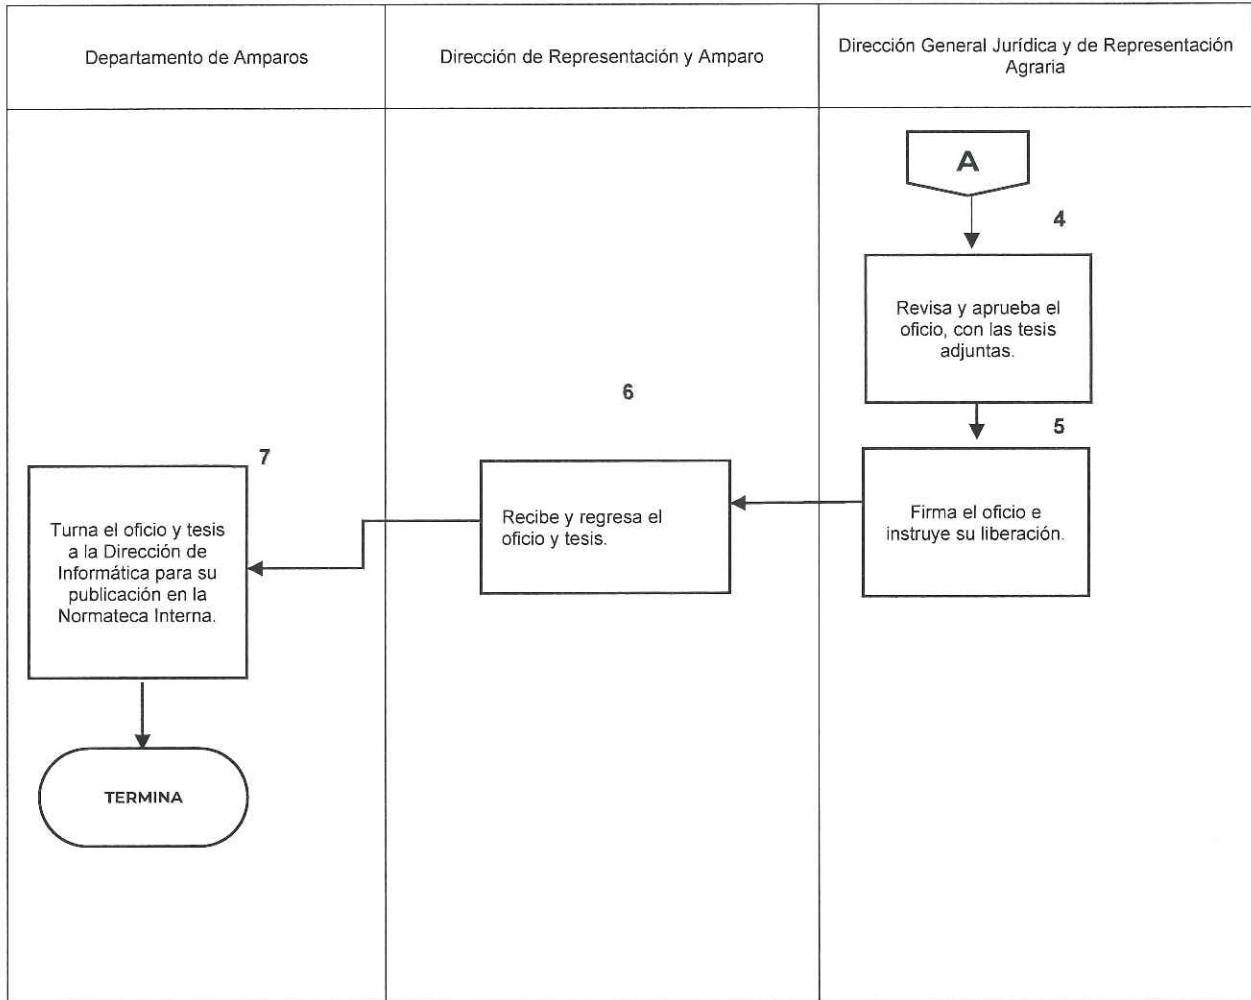 Departamento de Amparos
Dirección de Representación y Amparo
Dirección General Jurídica y de Representación
Agraria
A
4
Revisa y aprueba el
oficio, con las tesis
adjuntas.
5
Firma el oficio e
instruye su liberación.
6
Recibe y regresa el
oficio y tesis.
7
Turna el oficio y tesis
a la Dirección de
Informática para su
publicación en la
Normateca Interna.
TERMINA